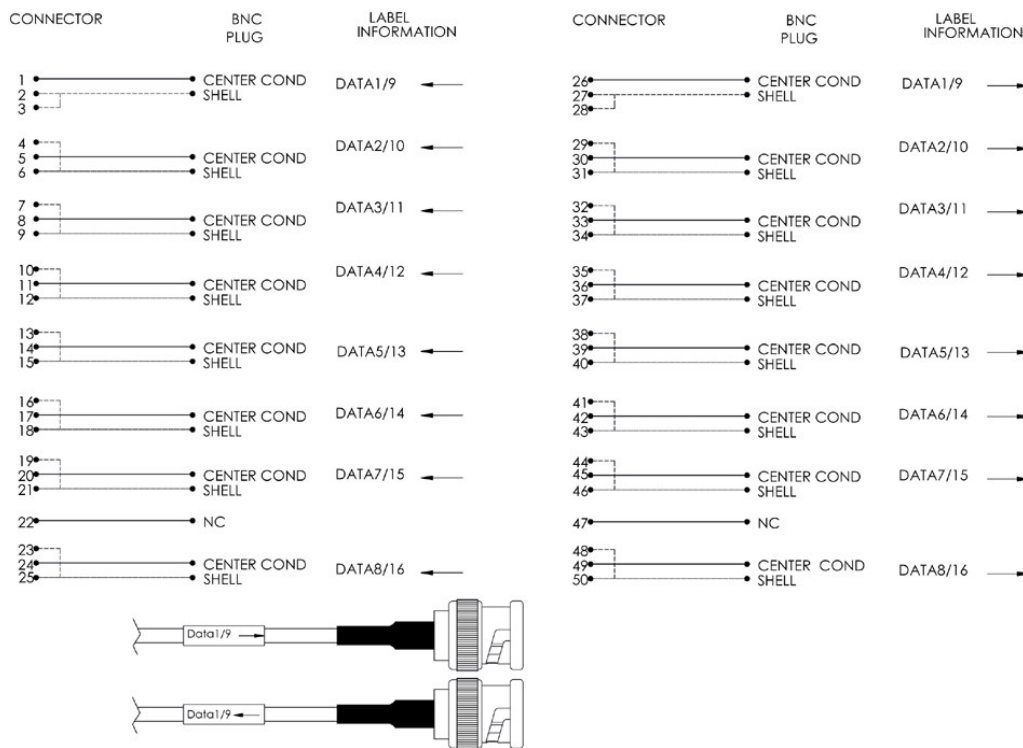 CONNECTOR BNC PLUG LABEL INFORMATION
1 CENTER COND
2 SHELL DATA1/9
3
4 DATA2/10
5 CENTER COND
6 SHELL
7 DATA3/11
8 CENTER COND
9 SHELL
10 DATA4/12
11 CENTER COND
12 SHELL
13
14 CENTER COND DATA5/13
15 SHELL
16
17 CENTER COND DATA6/14
18 SHELL
19
20 CENTER COND DATA7/15
21 SHELL
22 NC
23
24 CENTER COND DATA8/16
25 SHELL
CONNECTOR BNC PLUG LABEL INFORMATION
26 CENTER COND
27 SHELL DATA1/9
28
29 DATA2/10
30 CENTER COND
31 SHELL
32 DATA3/11
33 CENTER COND
34 SHELL
35 DATA4/12
36 CENTER COND
37 SHELL
38
39 CENTER COND DATA5/13
40 SHELL
41
42 CENTER COND DATA6/14
43 SHELL
44
45 CENTER COND DATA7/15
46 SHELL
47 NC
48
49 CENTER COND DATA8/16
50 SHELL
Data1/9
Data1/9